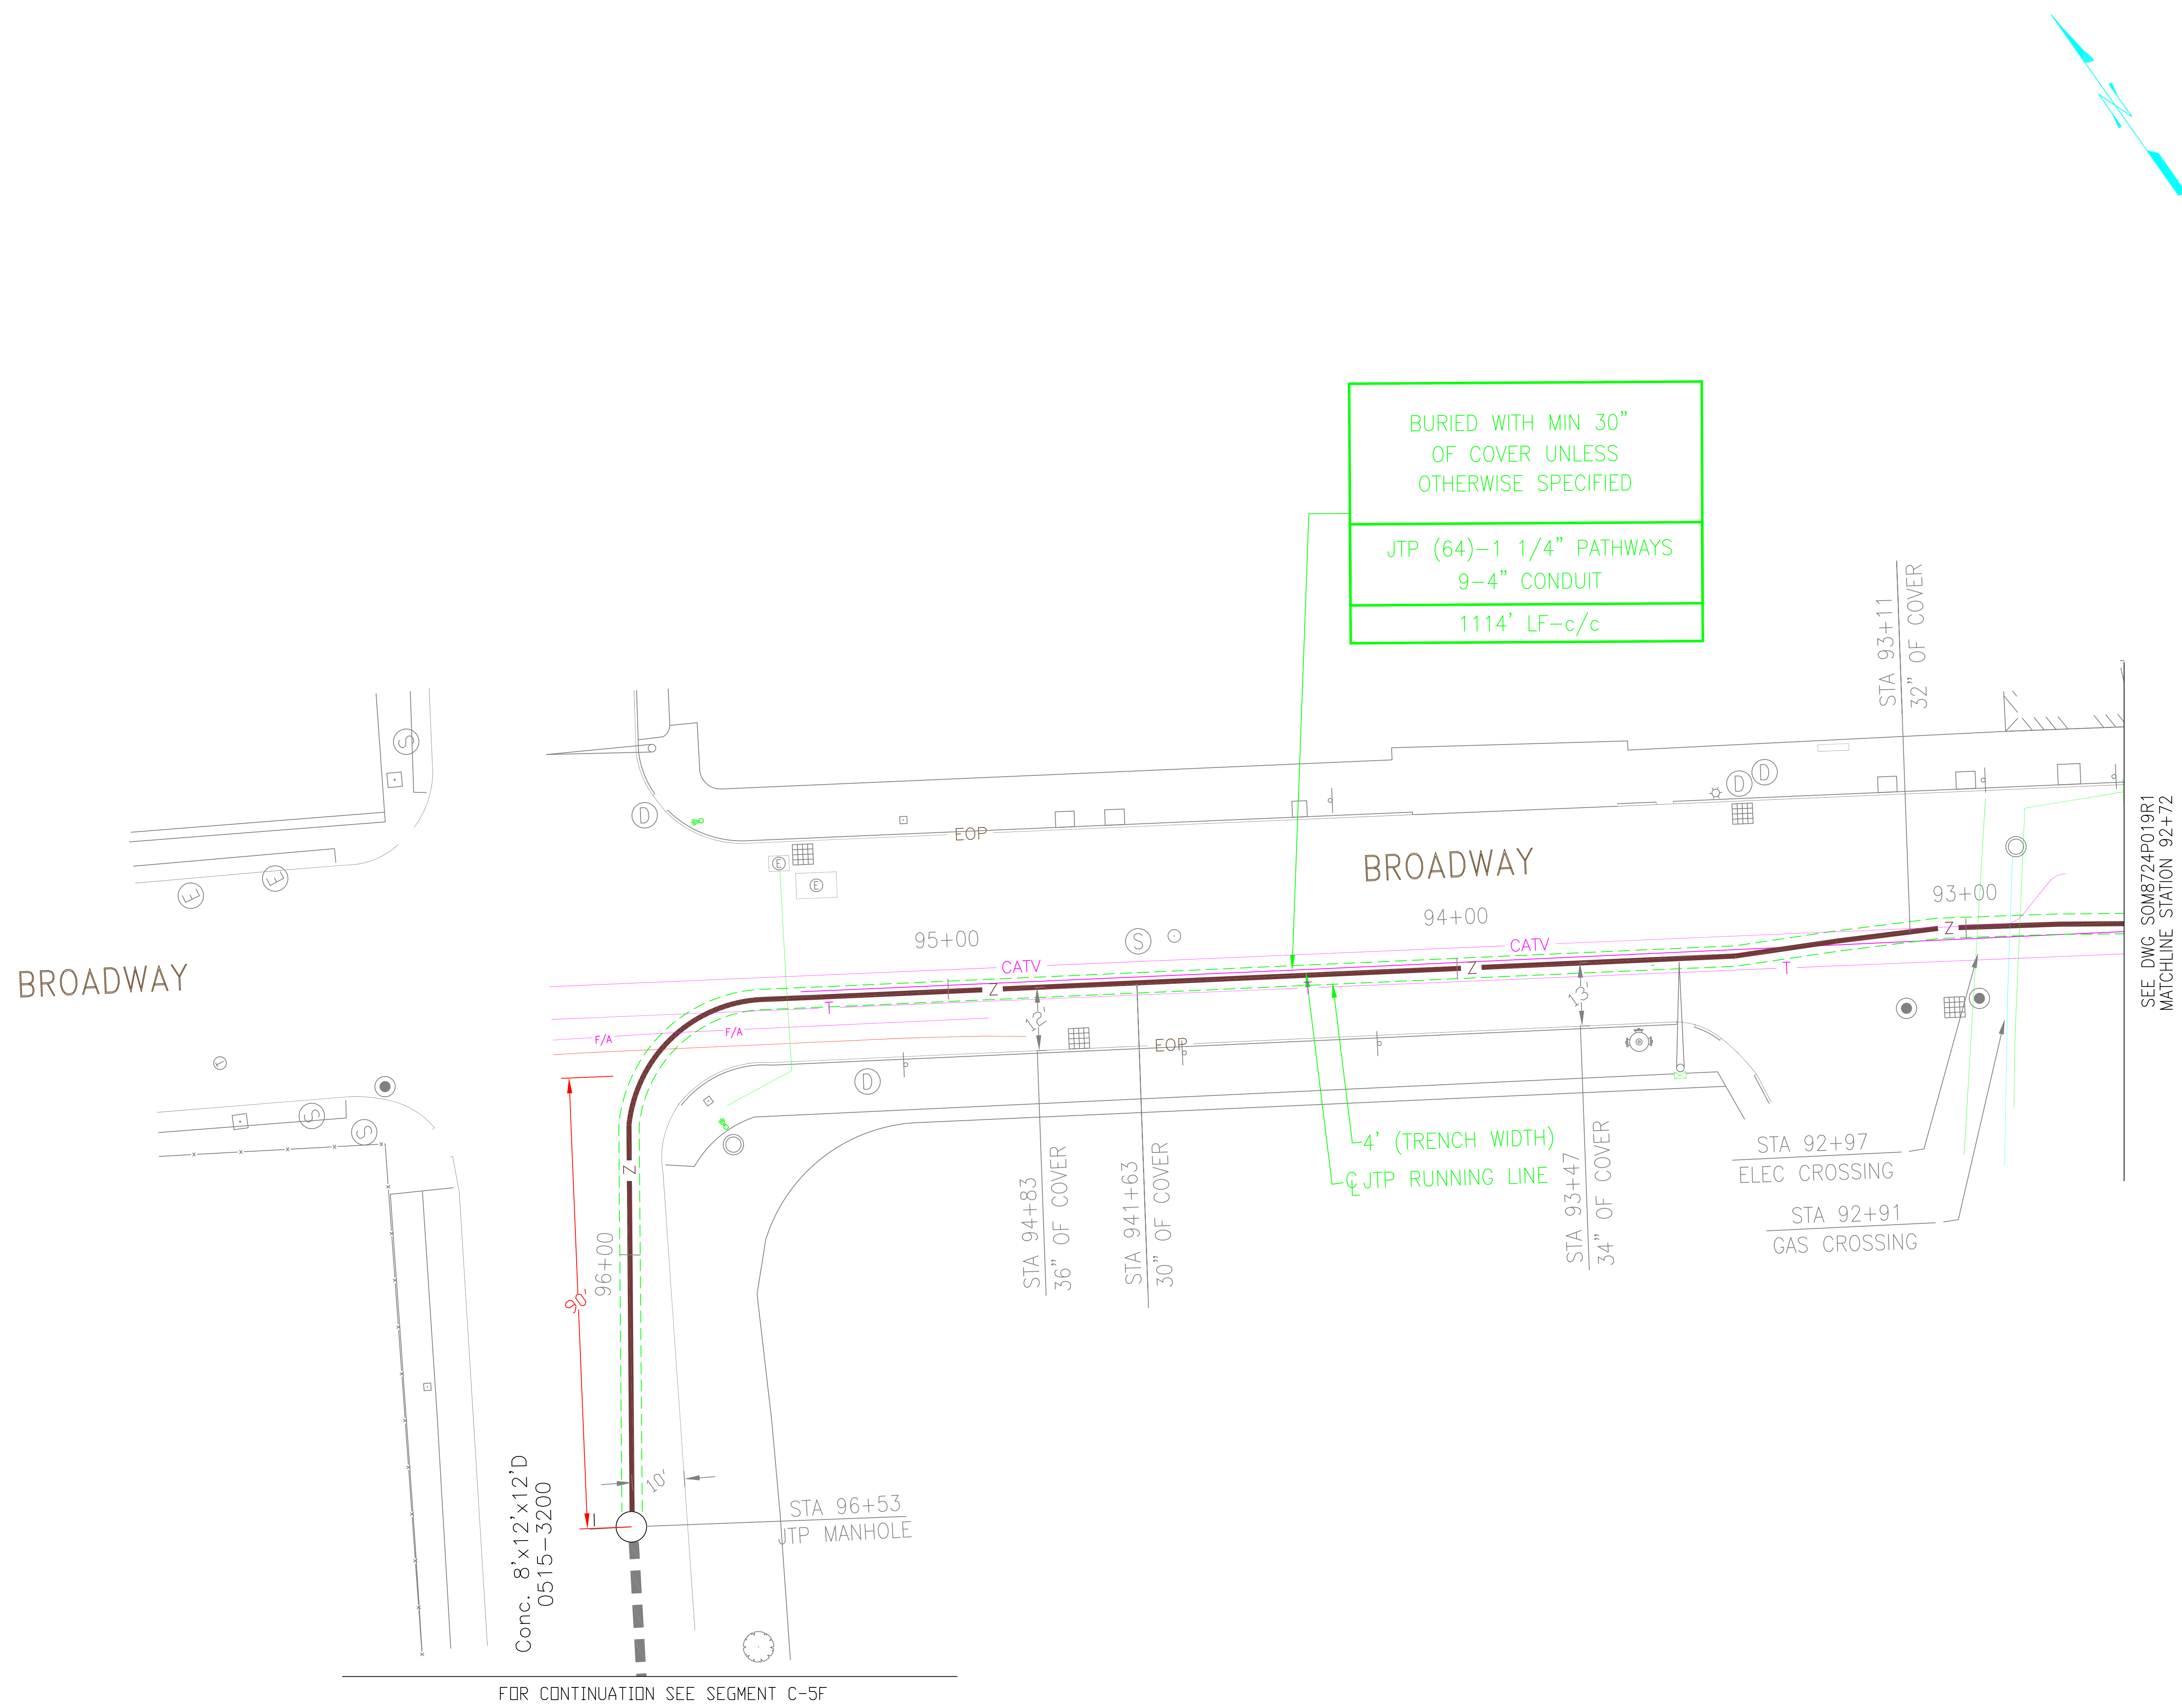 N
BURIED WITH MIN 30"
OF COVER UNLESS
OTHERWISE SPECIFIED
JTP (64)-1 1/4" PATHWAYS
9-4" CONDUIT
1114' LF-c/c
STA 93+11
32" OF COVER
S
D
D
D
EOP
E
E
E
E
BROADWAY
93+00
94+00
95+00
S
CATV
CATV
Z
Z
Z
T
T
BROADWAY
F/A
F/A
12'
13'
EOP
D
T
S
S
SEE DWG SOM8724P019R1
MATCHLINE STATION 92+72
4' (TRENCH WIDTH)
℄ JTP RUNNING LINE
STA 92+97
ELEC CROSSING
STA 92+91
GAS CROSSING
STA 94+83
36" OF COVER
STA 941+63
30" OF COVER
STA 93+47
34" OF COVER
Z
96+00
90'
10'
STA 96+53
JTP MANHOLE
Conc. 8'x12'x12'D
0515-3200
FOR CONTINUATION SEE SEGMENT C-5F